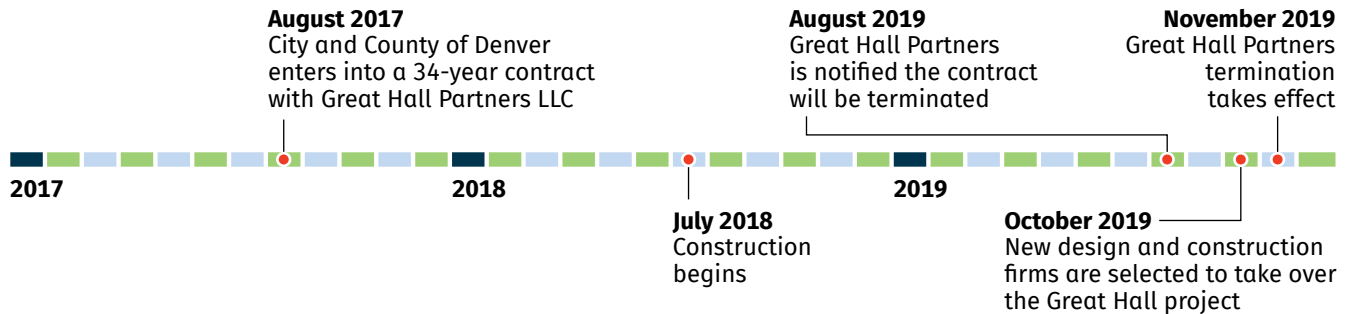 August 2017
City and County of Denver
enters into a 34-year contract
with Great Hall Partners LLC
August 2019
Great Hall Partners
is notified the contract
will be terminated
November 2019
Great Hall Partners
termination
takes effect
2017
2018
2019
July 2018
Construction
begins
October 2019
New design and construction
firms are selected to take over
the Great Hall project